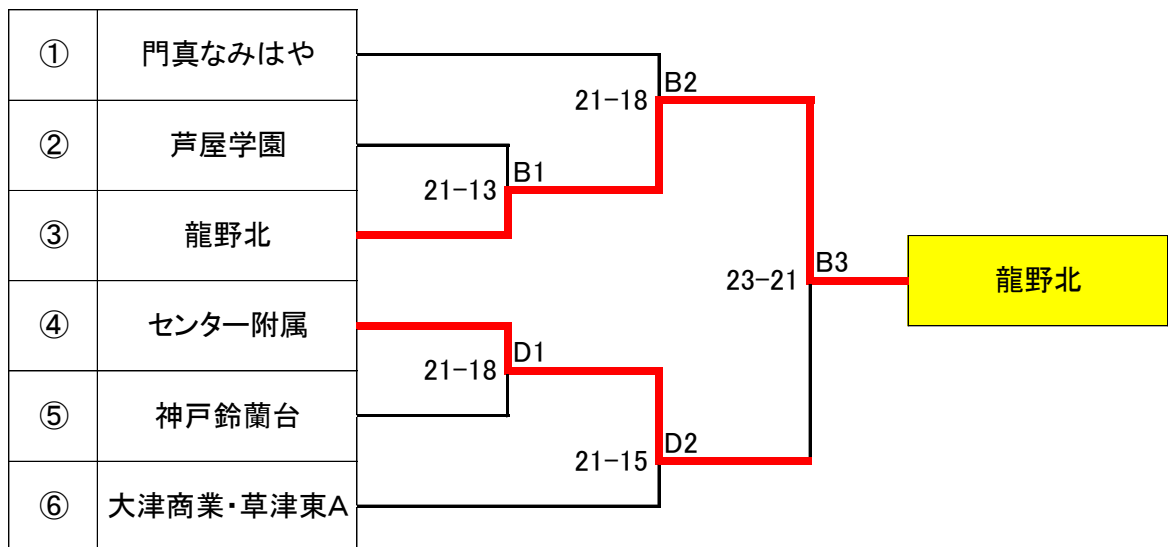 ① 門真なみはや
② 芦屋学園
③ 龍野北
④ センター附属
⑤ 神戸鈴蘭台
⑥ 大津商業・草津東A
B2
21-18
B1
21-13
B3
23-21
龍野北
D1
21-18
D2
21-15